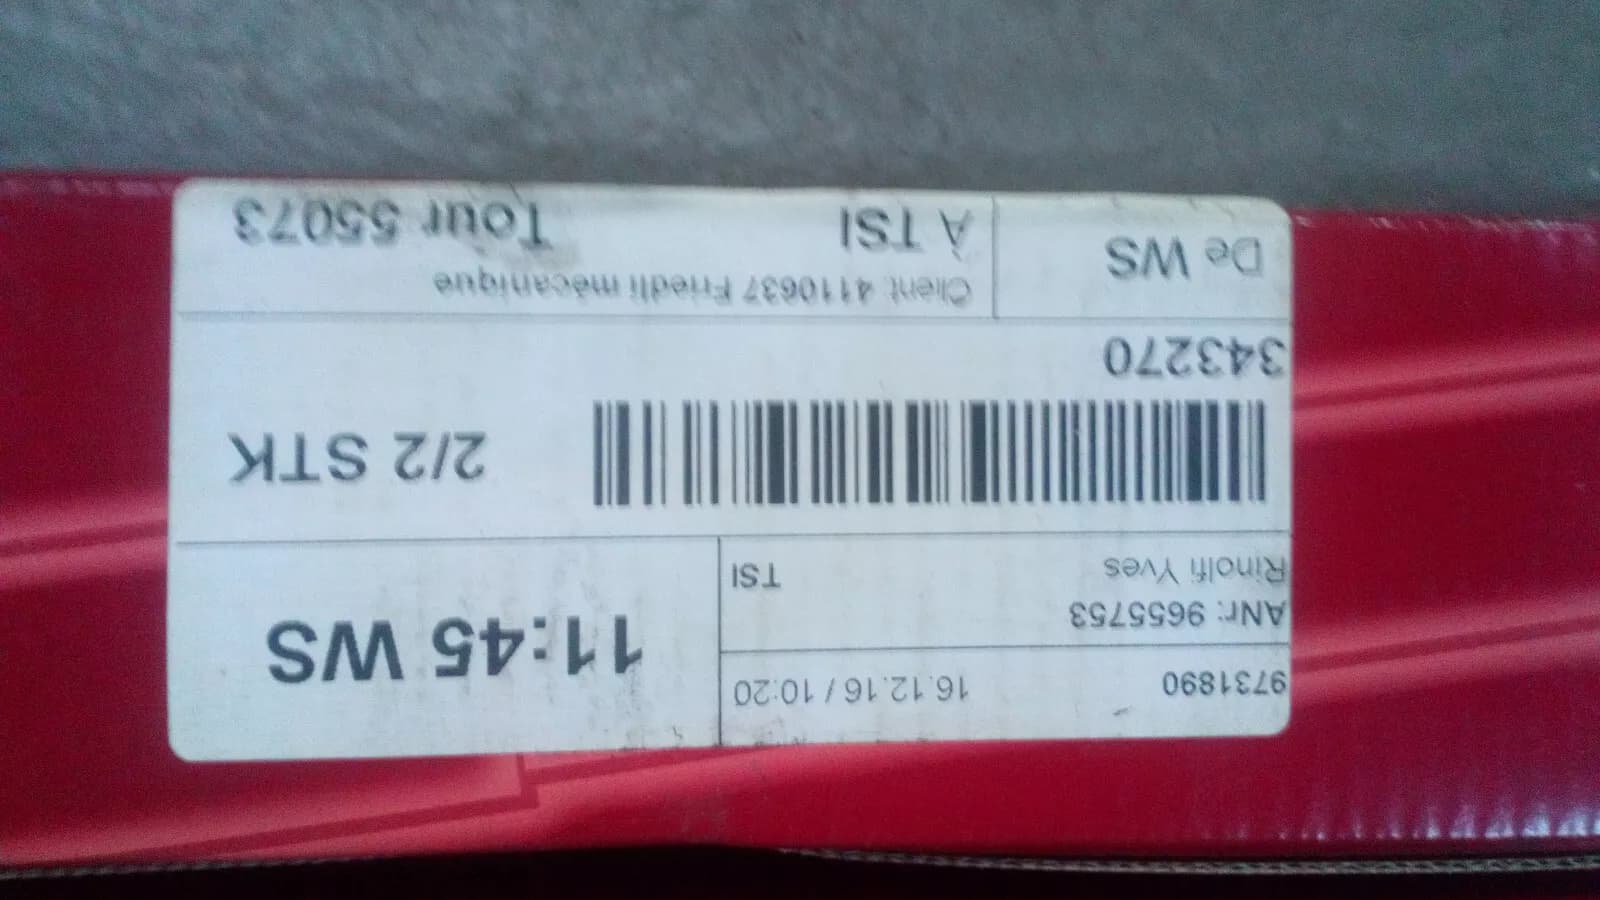 9731890 16.12.16 / 10:20
11:45 WS
ANr: 9655753
Rinolfi Yves TSI
2/2 STK
343270
De WS
Client: 4110637 Friedli mécanique
À TSI Tour 55073